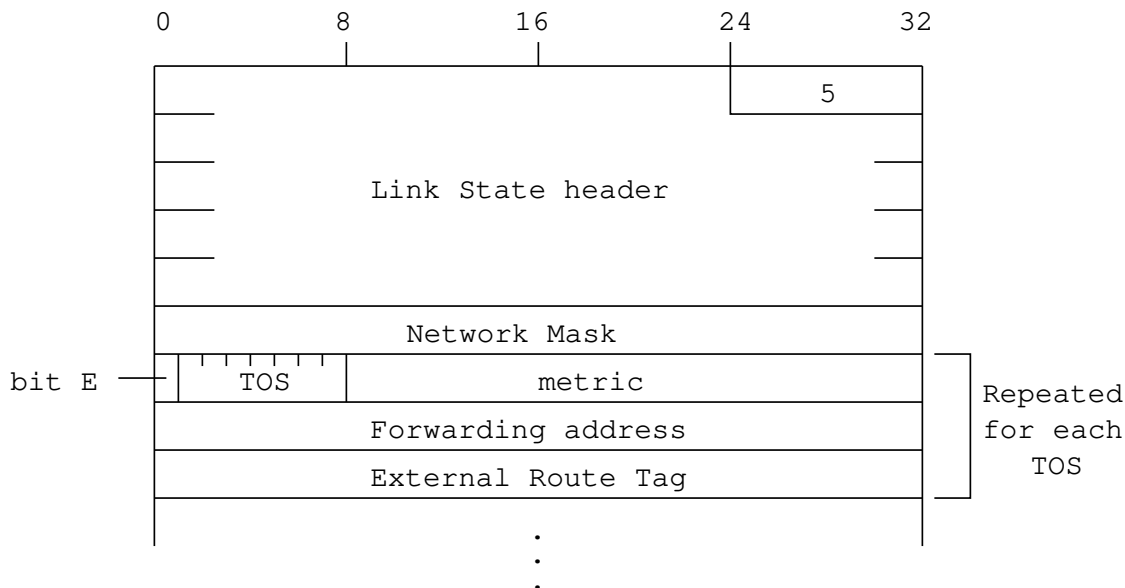 0 8 16 24 32
5
Link State header
Network Mask
bit E TOS metric
Forwarding address
External Route Tag
Repeated
for each
TOS
.
.
.